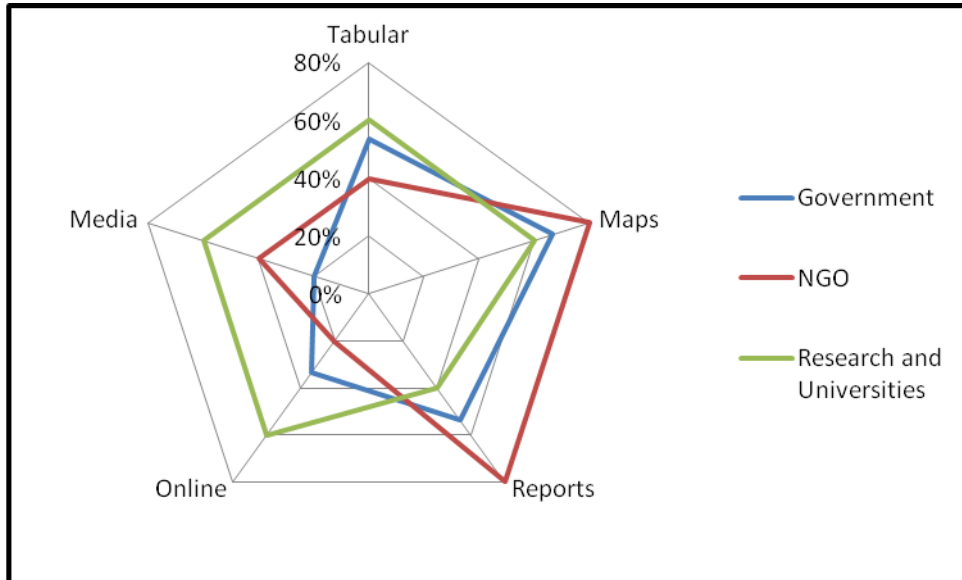 Tabular
80%
60%
40%
20%
0%
Media
Maps
Online
Reports
Government
NGO
Research and
Universities